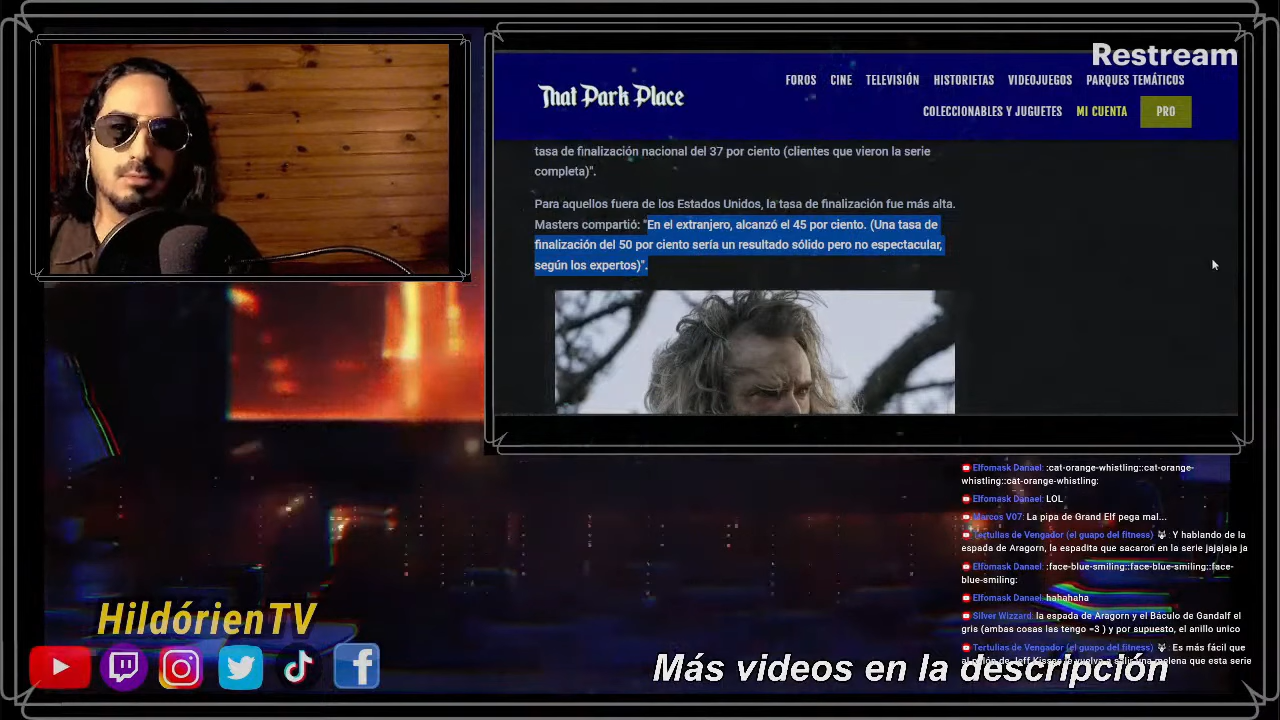 Restream
That Park Place
FOROS CINE TELEVISIÓN HISTORIETAS VIDEOJUEGOS PARQUES TEMÁTICOS
COLECCIONABLES Y JUGUETES MI CUENTA PRO
tasa de finalización nacional del 37 por ciento (clientes que vieron la serie
completa)".
Para aquellos fuera de los Estados Unidos, la tasa de finalización fue más alta.
Masters compartió: "En el extranjero, alcanzó el 45 por ciento. (Una tasa de
finalización del 50 por ciento sería un resultado sólido pero no espectacular,
según los expertos)".
Elfomask Danael: :cat-orange-whistling::cat-orange-
whistling::cat-orange-whistling:
Elfomask Danael: LOL
Marcos V07: La pipa de Grand Elf pega mal...
Tertulias de Vengador (el guapo del fitness) Y hablando de la
espada de Aragorn, la espadita que sacaron en la serie jajajaja ja
Elfomask Danael: :face-blue-smiling::face-blue-smiling::face-
blue-smiling:
Elfomask Danael: hahahaha
Silver Wizzard: la espada de Aragorn y el Báculo de Gandalf el
gris (ambas cosas las tengo =3 ) y por supuesto, el anillo unico
Tertulias de Vengador (el guapo del fitness) Es más fácil que
que esta serie
HildórienTV
Más videos en la descripción